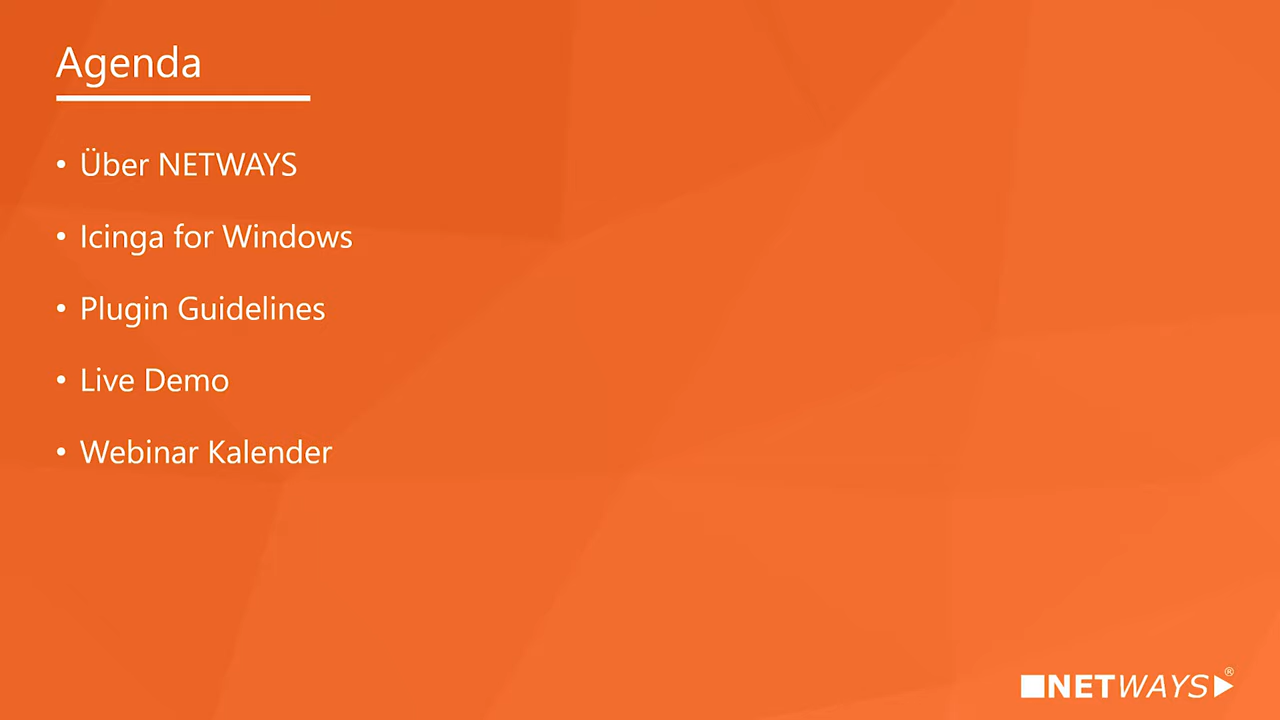 Agenda
• Über NETWAYS
• Icinga for Windows
• Plugin Guidelines
• Live Demo
• Webinar Kalender
NETWAYS®